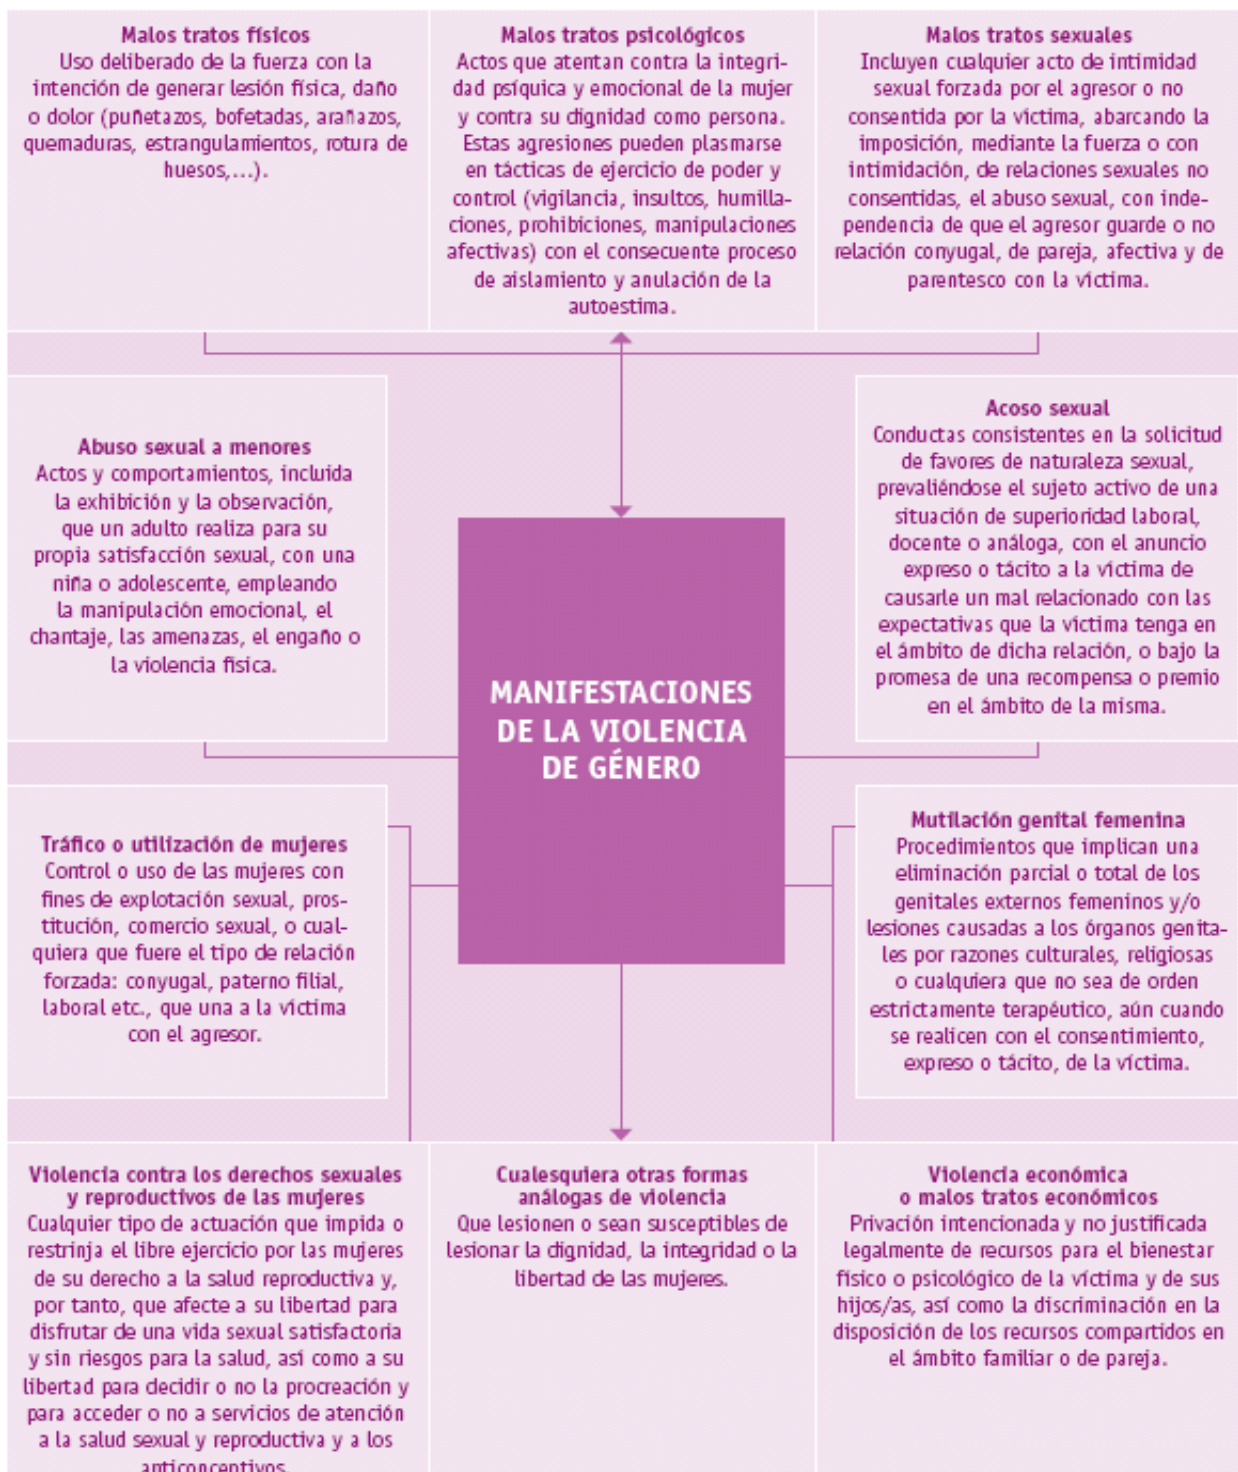 Malos tratos físicos
Uso deliberado de la fuerza con la
intención de generar lesión física, daño
o dolor (puñetazos, bofetadas, arañazos,
quemaduras, estrangulamientos, rotura de
huesos,...).
Malos tratos psicológicos
Actos que atentan contra la integri-
dad psíquica y emocional de la mujer
y contra su dignidad como persona.
Estas agresiones pueden plasmarse
en tácticas de ejercicio de poder y
control (vigilancia, insultos, humilla-
ciones, prohibiciones, manipulaciones
afectivas) con el consecuente proceso
de aislamiento y anulación de la
autoestima.
Malos tratos sexuales
Incluyen cualquier acto de intimidad
sexual forzada por el agresor o no
consentida por la víctima, abarcando la
imposición, mediante la fuerza o con
intimidación, de relaciones sexuales no
consentidas, el abuso sexual, con inde-
pendencia de que el agresor guarde o no
relación conyugal, de pareja, afectiva y de
parentesco con la víctima.
Abuso sexual a menores
Actos y comportamientos, incluida
la exhibición y la observación,
que un adulto realiza para su
propia satisfacción sexual, con una
niña o adolescente, empleando
la manipulación emocional, el
chantaje, las amenazas, el engaño o
la violencia física.
Acoso sexual
Conductas consistentes en la solicitud
de favores de naturaleza sexual,
prevaliéndose el sujeto activo de una
situación de superioridad laboral,
docente o análoga, con el anuncio
expreso o tácito a la víctima de
causarle un mal relacionado con las
expectativas que la víctima tenga en
el ámbito de dicha relación, o bajo la
promesa de una recompensa o premio
en el ámbito de la misma.
MANIFESTACIONES
DE LA VIOLENCIA
DE GÉNERO
Tráfico o utilización de mujeres
Control o uso de las mujeres con
fines de explotación sexual, pros-
titución, comercio sexual, o cual-
quiera que fuere el tipo de relación
forzada: conyugal, paterno filial,
laboral etc., que una a la víctima
con el agresor.
Mutilación genital femenina
Procedimientos que implican una
eliminación parcial o total de los
genitales externos femeninos y/o
lesiones causadas a los órganos genita-
les por razones culturales, religiosas
o cualquiera que no sea de orden
estrictamente terapéutico, aún cuando
se realicen con el consentimiento,
expreso o tácito, de la víctima.
Violencia contra los derechos sexuales
y reproductivos de las mujeres
Cualquier tipo de actuación que impida o
restrinja el libre ejercicio por las mujeres
de su derecho a la salud reproductiva y,
por tanto, que afecte a su libertad para
disfrutar de una vida sexual satisfactoria
y sin riesgos para la salud, así como a su
libertad para decidir o no la procreación y
para acceder o no a servicios de atención
a la salud sexual y reproductiva y a los
anticonceptivos.
Cualesquiera otras formas
análogas de violencia
Que lesionen o sean susceptibles de
lesionar la dignidad, la integridad o la
libertad de las mujeres.
Violencia económica
o malos tratos económicos
Privación intencionada y no justificada
legalmente de recursos para el bienestar
físico o psicológico de la víctima y de sus
hijos/as, así como la discriminación en la
disposición de los recursos compartidos en
el ámbito familiar o de pareja.